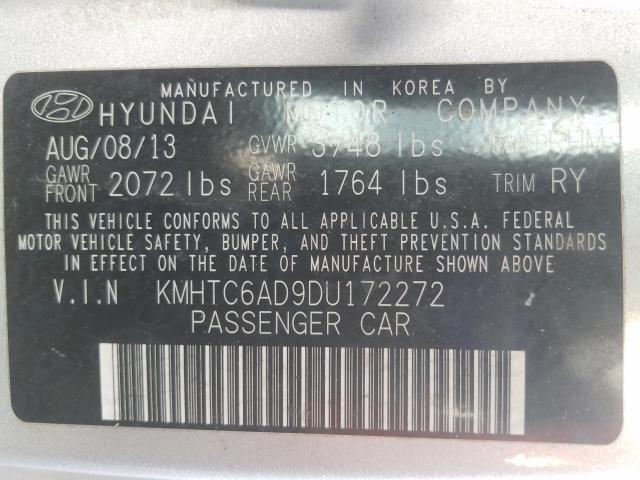 MANUFACTURED IN KOREA BY
HYUNDAI MOTOR COMPANY
AUG/08/13 GVWR 3748 lbs
GAWR FRONT 2072 lbs GAWR REAR 1764 lbs TRIM RY
THIS VEHICLE CONFORMS TO ALL APPLICABLE U.S.A. FEDERAL
MOTOR VEHICLE SAFETY, BUMPER, AND THEFT PREVENTION STANDARDS
IN EFFECT ON THE DATE OF MANUFACTURE SHOWN ABOVE
V.I.N KMHTC6AD9DU172272
PASSENGER CAR